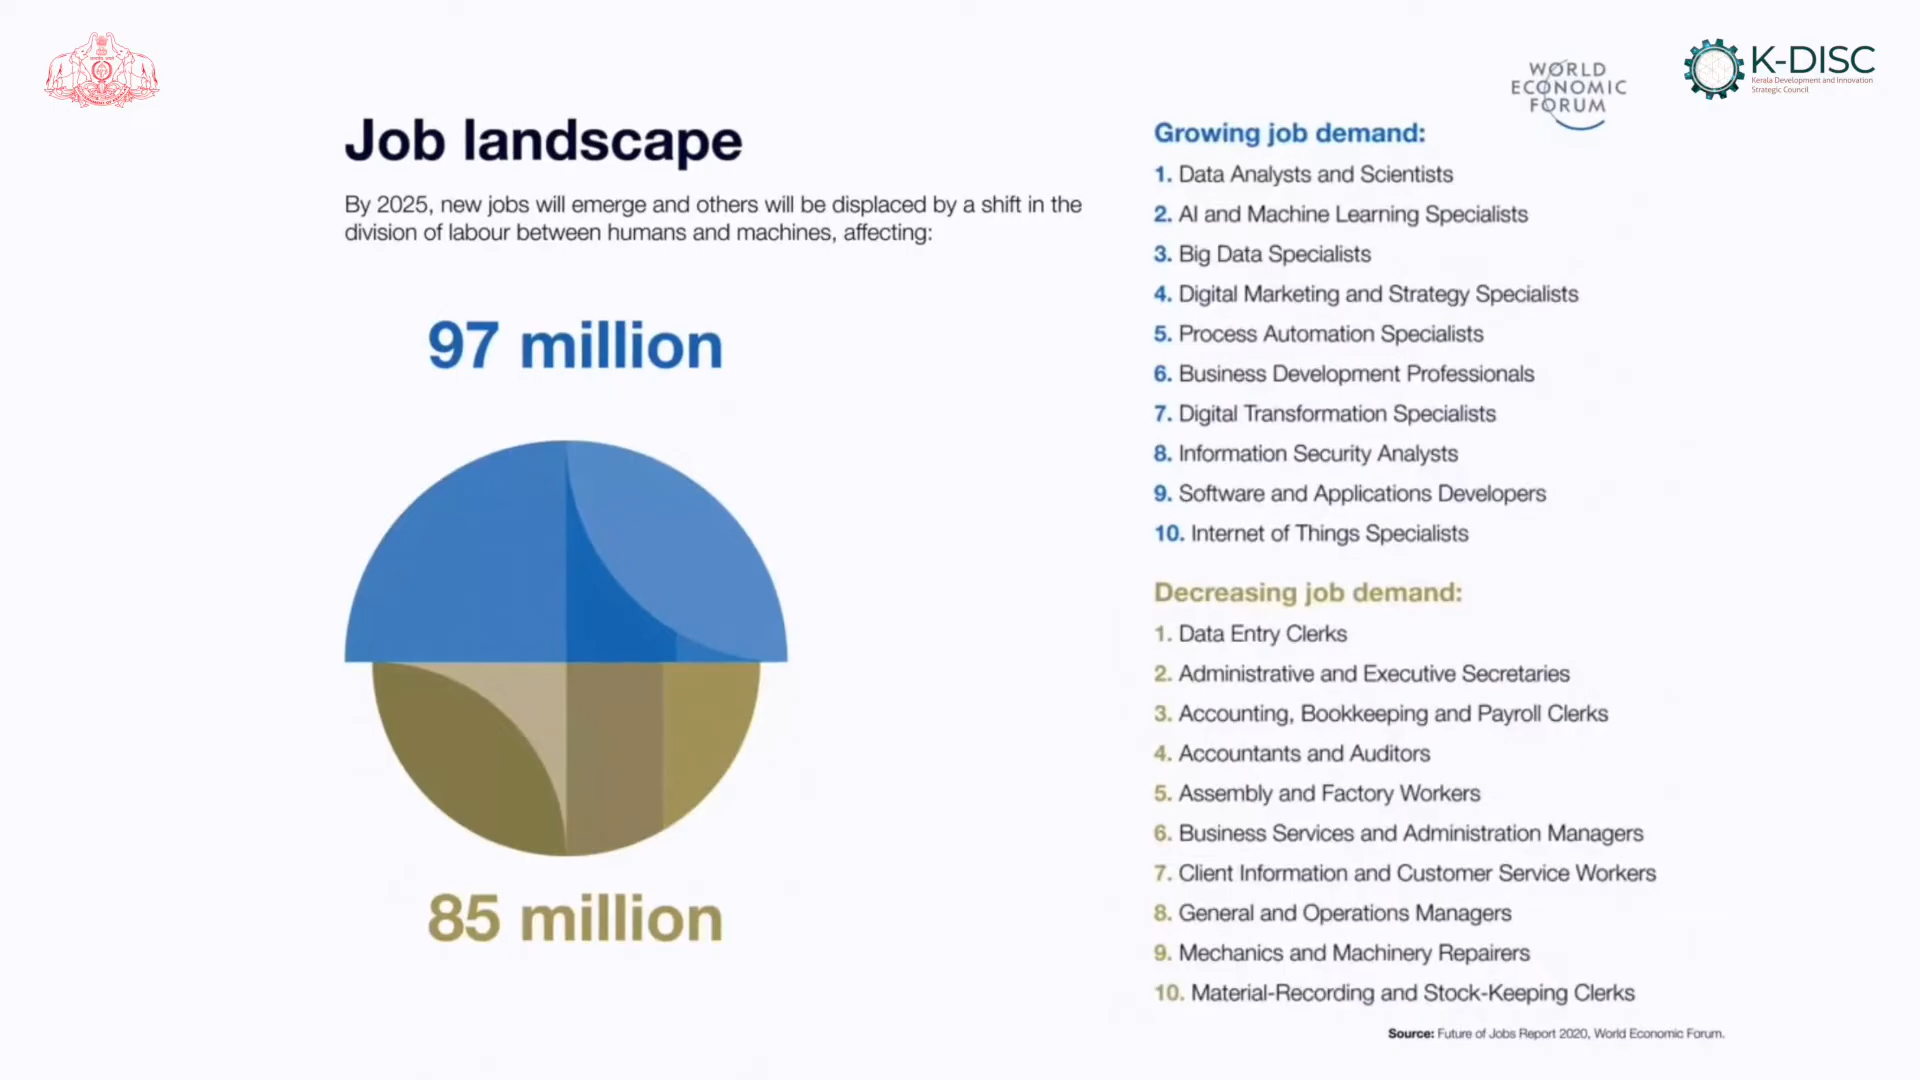 WORLD
ECONOMIC
FORUM
K-DISC
Kerala Development and Innovation
Strategic Council
Job landscape
By 2025, new jobs will emerge and others will be displaced by a shift in the
division of labour between humans and machines, affecting:
97 million
85 million
Growing job demand:
1. Data Analysts and Scientists
2. AI and Machine Learning Specialists
3. Big Data Specialists
4. Digital Marketing and Strategy Specialists
5. Process Automation Specialists
6. Business Development Professionals
7. Digital Transformation Specialists
8. Information Security Analysts
9. Software and Applications Developers
10. Internet of Things Specialists
Decreasing job demand:
1. Data Entry Clerks
2. Administrative and Executive Secretaries
3. Accounting, Bookkeeping and Payroll Clerks
4. Accountants and Auditors
5. Assembly and Factory Workers
6. Business Services and Administration Managers
7. Client Information and Customer Service Workers
8. General and Operations Managers
9. Mechanics and Machinery Repairers
10. Material-Recording and Stock-Keeping Clerks
Source: Future of Jobs Report 2020, World Economic Forum.